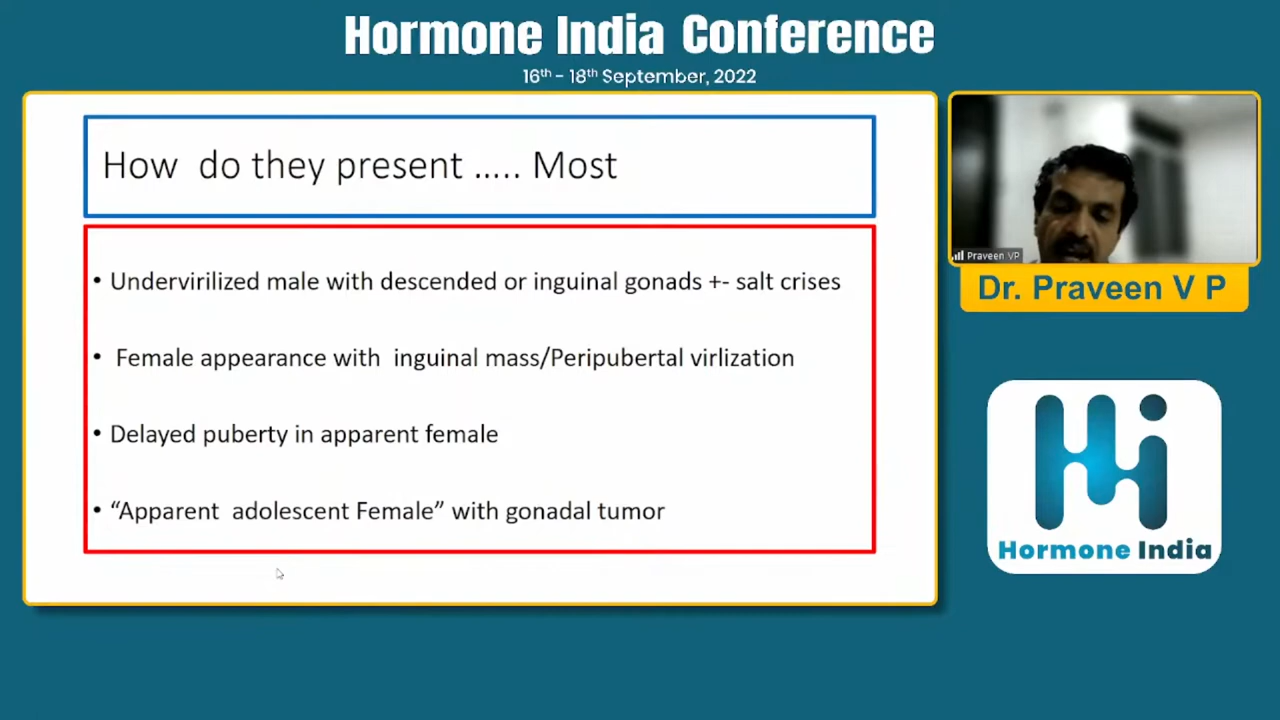 Hormone India Conference
16th - 18th September, 2022
How do they present ..... Most
• Undervirilized male with descended or inguinal gonads +- salt crises
• Female appearance with inguinal mass/Peripubertal virlization
• Delayed puberty in apparent female
• “Apparent adolescent Female” with gonadal tumor
Praveen VP
Dr. Praveen V P
Hi
Hormone India